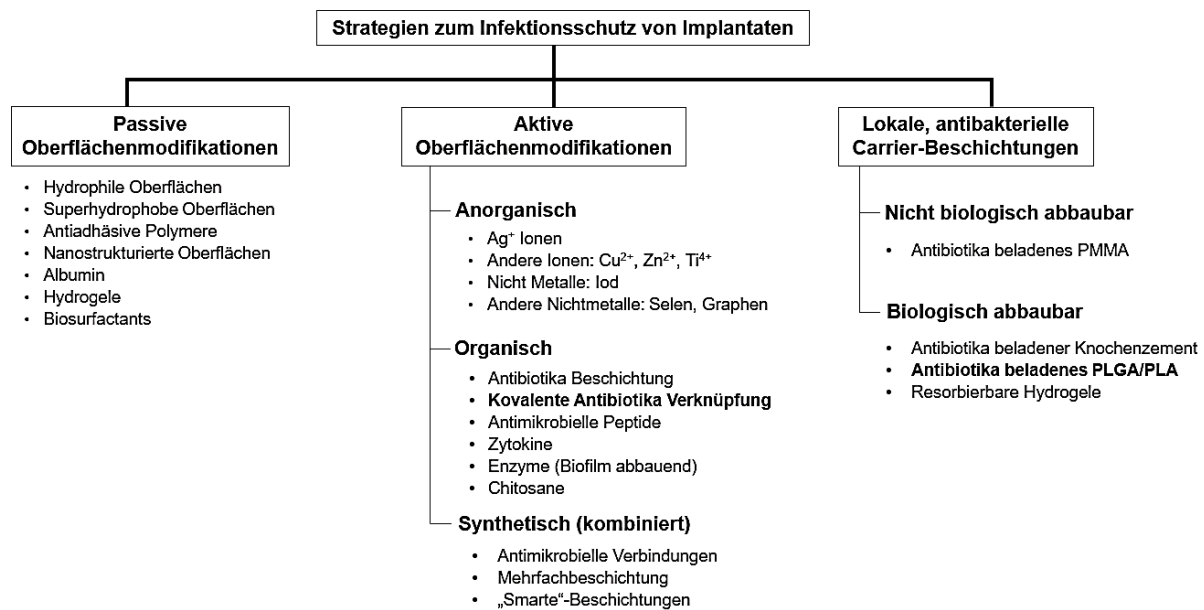 Strategien zum Infektionsschutz von Implantaten
Passive
Oberflächenmodifikationen
• Hydrophile Oberflächen
• Superhydrophobe Oberflächen
• Antiadhäsive Polymere
• Nanostrukturierte Oberflächen
• Albumin
• Hydrogele
• Biosurfactants
Aktive
Oberflächenmodifikationen
Anorganisch
• Ag⁺ Ionen
• Andere Ionen: Cu²⁺, Zn²⁺, Ti⁴⁺
• Nicht Metalle: Iod
• Andere Nichtmetalle: Selen, Graphen
Organisch
• Antibiotika Beschichtung
• Kovalente Antibiotika Verknüpfung
• Antimikrobielle Peptide
• Zytokine
• Enzyme (Biofilm abbauend)
• Chitosane
Synthetisch (kombiniert)
• Antimikrobielle Verbindungen
• Mehrfachbeschichtung
• „Smarte“-Beschichtungen
Lokale, antibakterielle
Carrier-Beschichtungen
Nicht biologisch abbaubar
• Antibiotika beladenes PMMA
Biologisch abbaubar
• Antibiotika beladener Knochenzement
• Antibiotika beladenes PLGA/PLA
• Resorbierbare Hydrogele